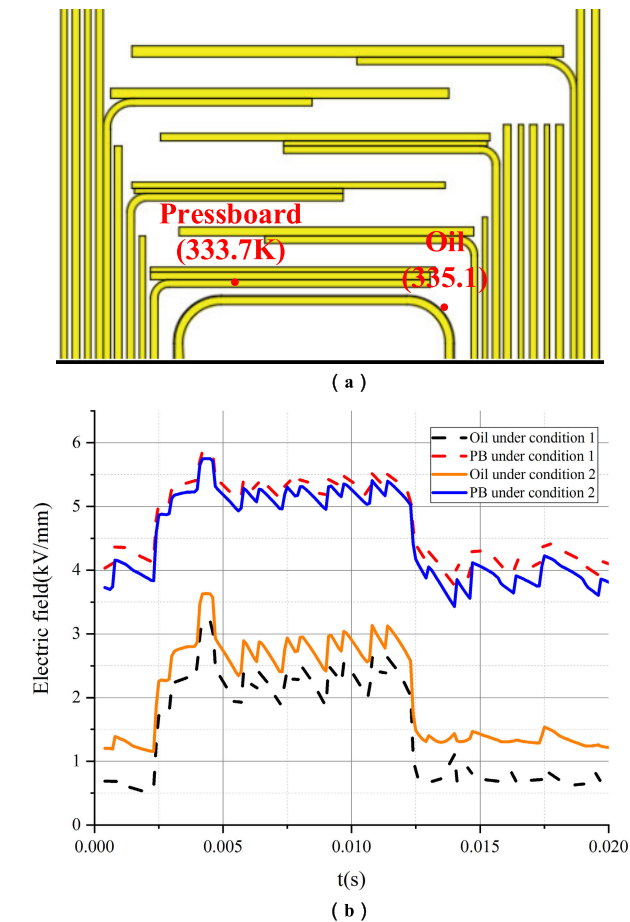 Pressboard
(333.7K)
Oil
(335.1)
( a )
6
5
4
3
2
1
0
Electric field(kV/mm)
Oil under condition 1
PB under condition 1
Oil under condition 2
PB under condition 2
0.000
0.005
0.010
0.015
0.020
t(s)
( b )